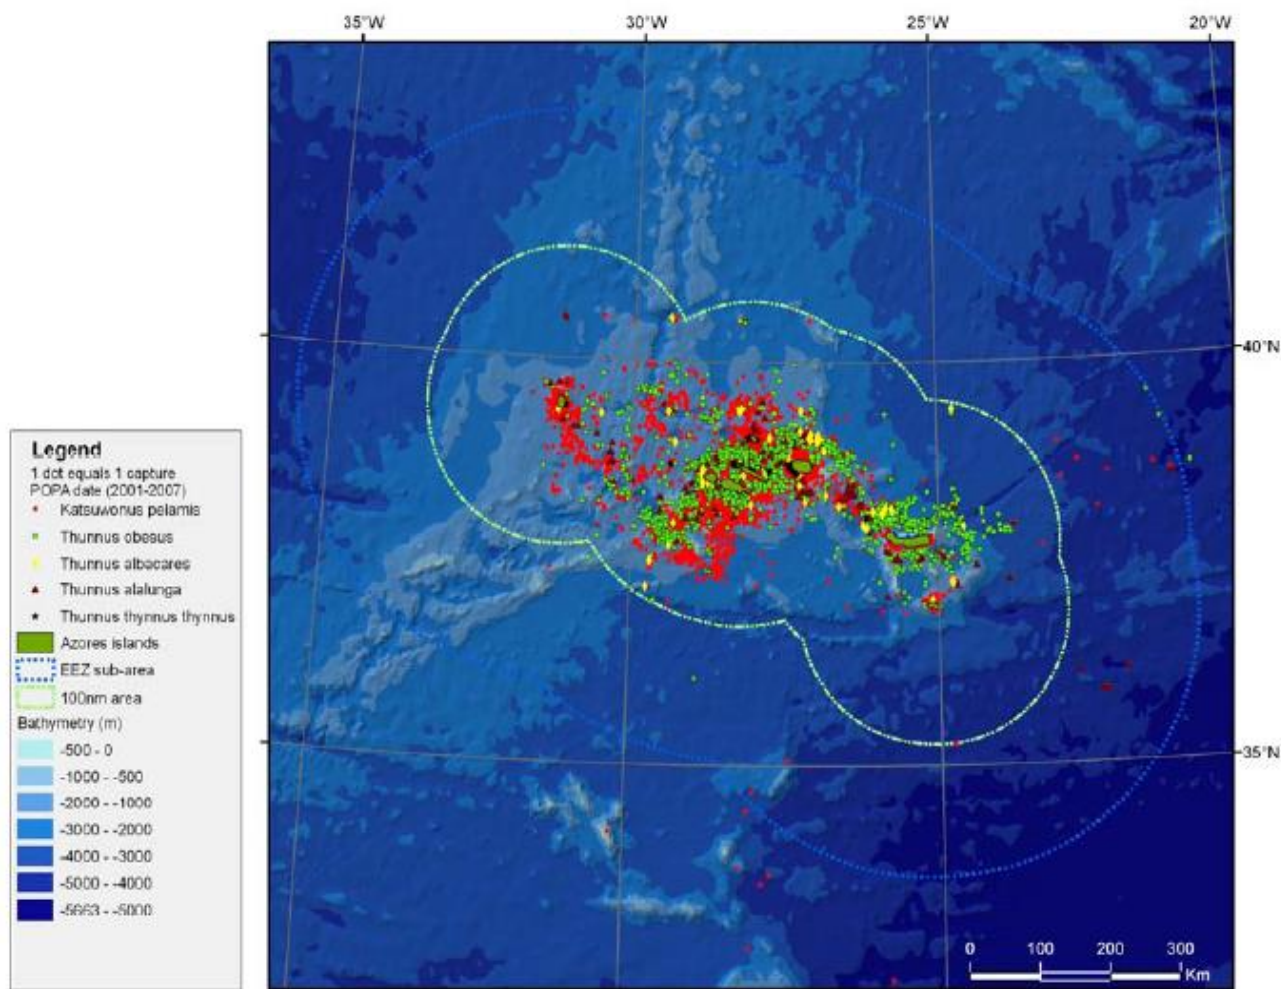 35°W 30°W 25°W 20°W
40°N
Legend
1 dot equals 1 capture
POPA date (2001-2007)
Katsuwonus pelamis
Thunnus obesus
Thunnus albacares
Thunnus alalunga
Thunnus thynnus thynnus
Azores islands
EEZ sub-area
100nm area
Bathymetry (m)
-500 - 0
-1000 - -500
-2000 - -1000
-3000 - -2000
-4000 - -3000
-5000 - -4000
-5663 - -5000
35°N
0 100 200 300
Km